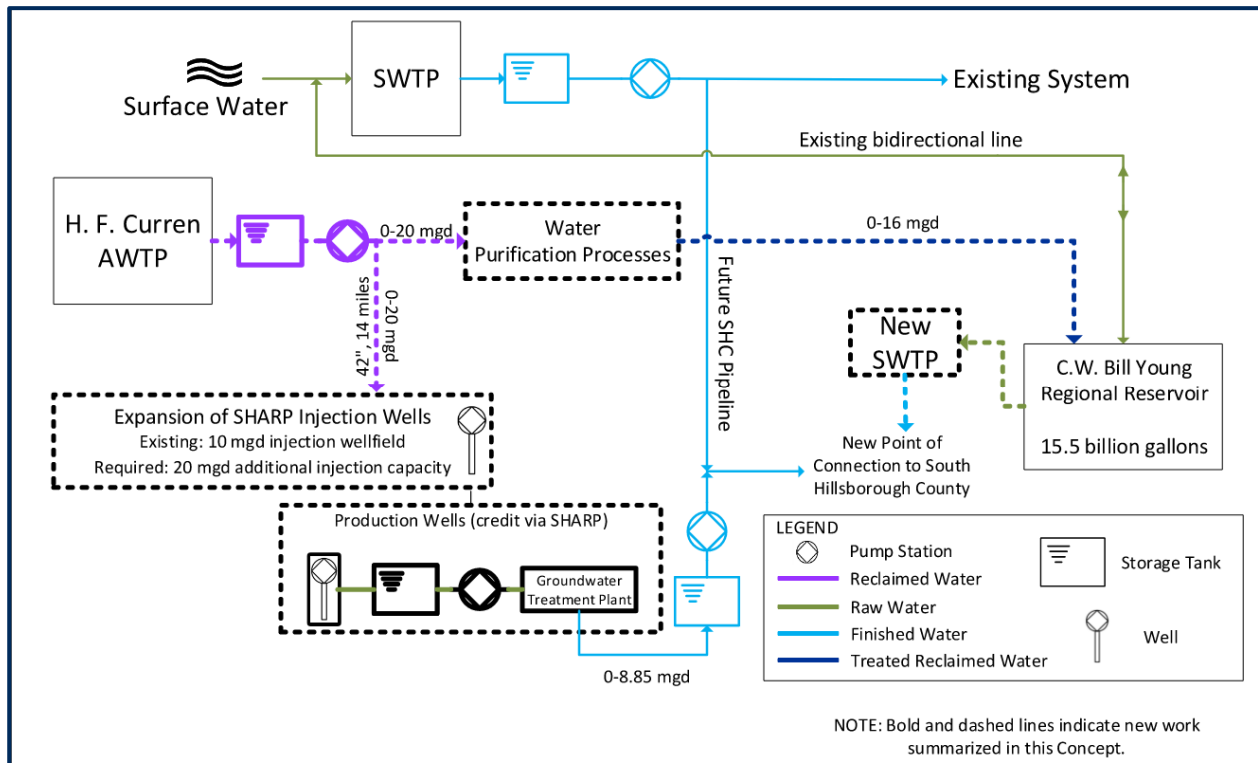 SWTP
Surface Water
Existing System
Existing bidirectional line
H. F. Curren
AWTP
0-20 mgd
Water
Purification Processes
0-16 mgd
42", 14 miles
0-20 mgd
Future SHC Pipeline
New
SWTP
C.W. Bill Young
Regional Reservoir
15.5 billion gallons
Expansion of SHARP Injection Wells
Existing: 10 mgd injection wellfield
Required: 20 mgd additional injection capacity
New Point of
Connection to South
Hillsborough County
Production Wells (credit via SHARP)
Groundwater
Treatment Plant
0-8.85 mgd
LEGEND
Pump Station
Reclaimed Water
Raw Water
Finished Water
Treated Reclaimed Water
Storage Tank
Well
NOTE: Bold and dashed lines indicate new work
summarized in this Concept.